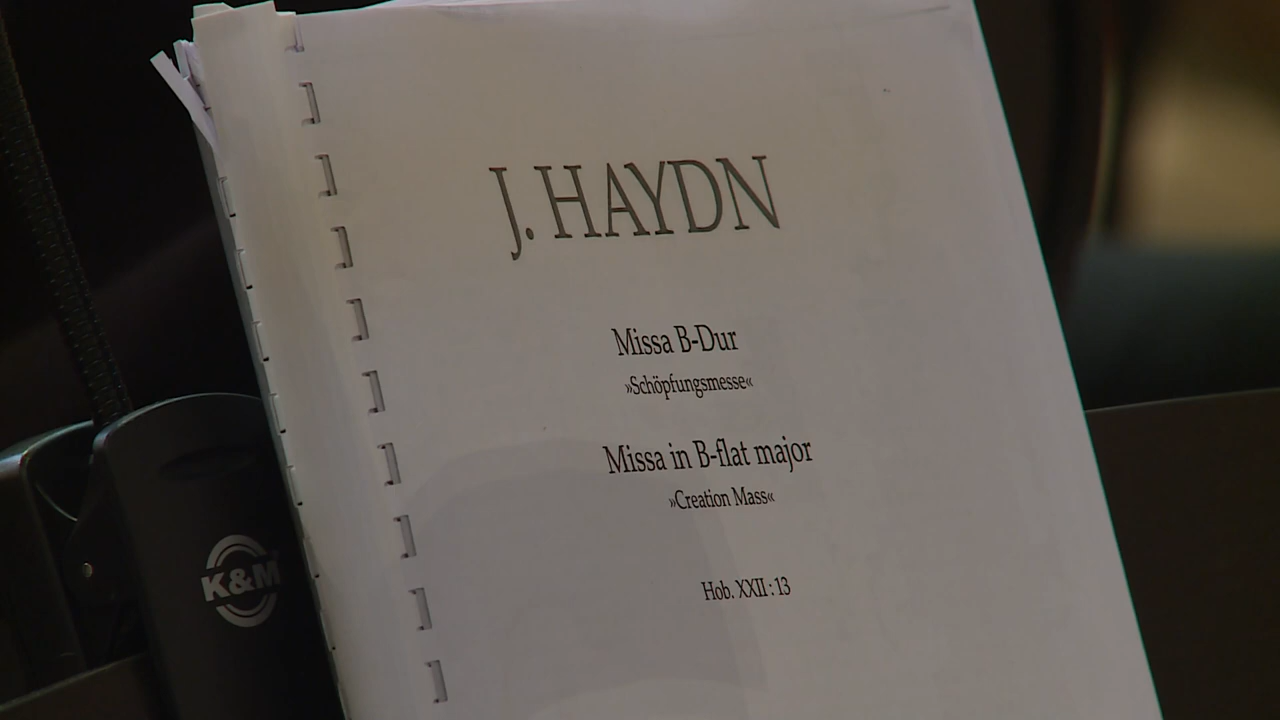 J. HAYDN
Missa B-Dur
»Schöpfungsmesse«
Missa in B-flat major
»Creation Mass«
Hob. XXII : 13
K&M